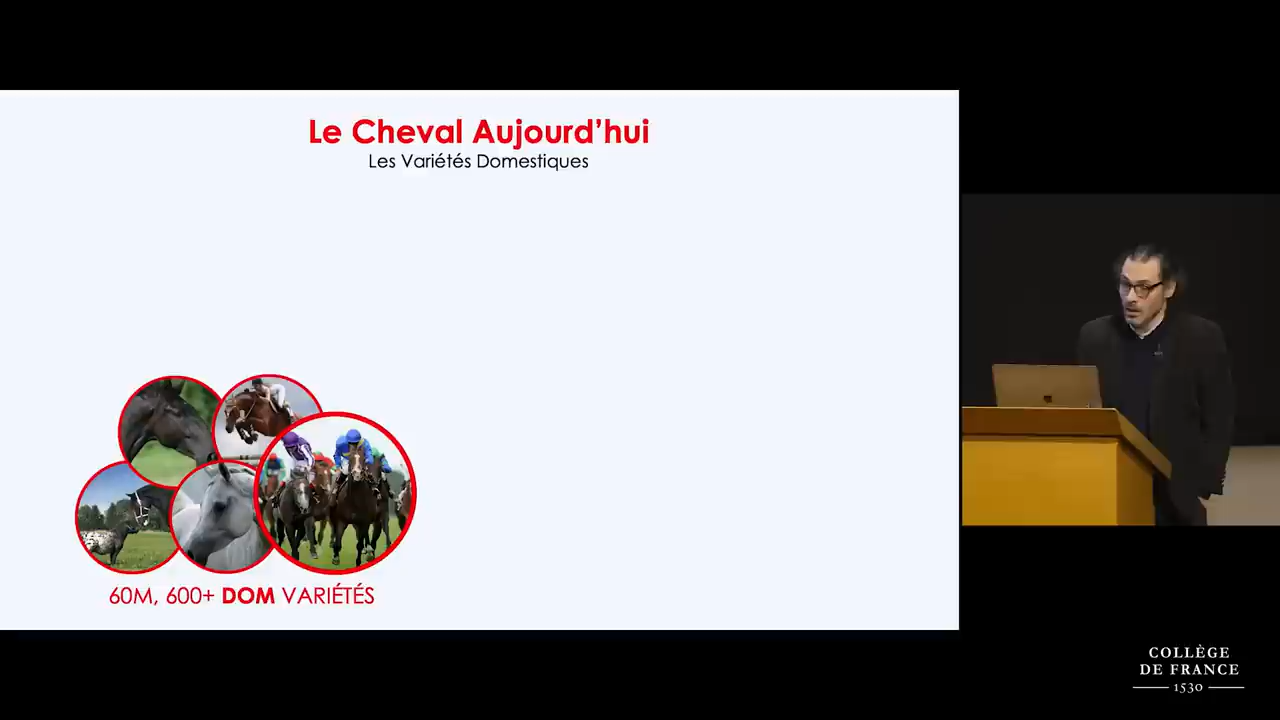 Le Cheval Aujourd'hui
Les Variétés Domestiques
60M, 600+ DOM VARIÉTÉS
COLLÈGE
DE FRANCE
1530